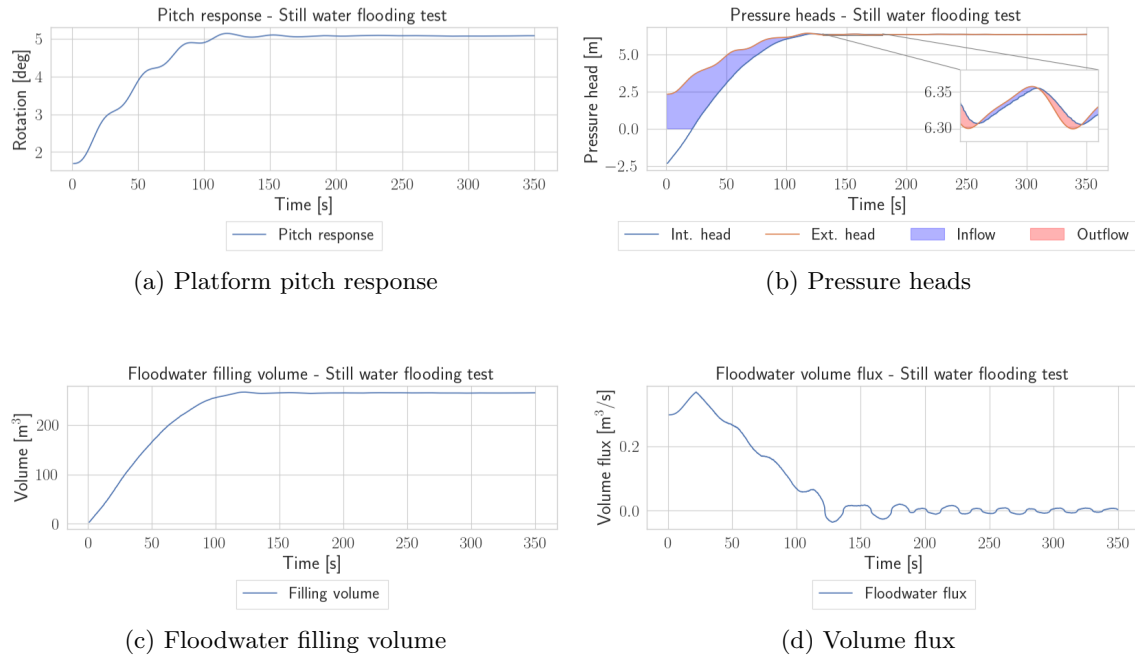 Pitch response - Still water flooding test
Rotation [deg]
5
4
3
2
0 50 100 150 200 250 300 350
Time [s]
Pitch response
(a) Platform pitch response
Pressure heads - Still water flooding test
Pressure head [m]
5.0
2.5
0.0
−2.5
6.35
6.30
0 50 100 150 200 250 300 350
Time [s]
Int. head Ext. head Inflow Outflow
(b) Pressure heads
Floodwater filling volume - Still water flooding test
Volume [m³]
200
100
0
0 50 100 150 200 250 300 350
Time [s]
Filling volume
(c) Floodwater filling volume
Floodwater volume flux - Still water flooding test
Volume flux [m³/s]
0.2
0.0
0 50 100 150 200 250 300 350
Time [s]
Floodwater flux
(d) Volume flux